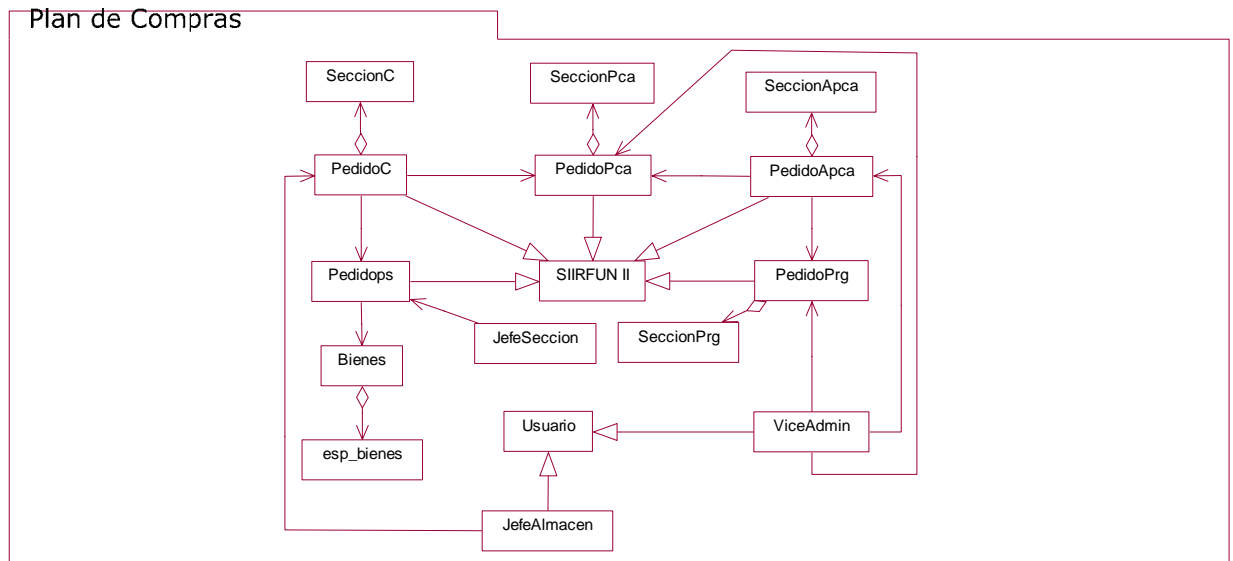 Plan de Compras
SeccionC
SeccionPca
SeccionApca
PedidoC
PedidoPca
PedidoApca
Pedidops
SIIRFUN II
PedidoPrg
JefeSeccion
SeccionPrg
Bienes
Usuario
ViceAdmin
esp_bienes
JefeAlmacen